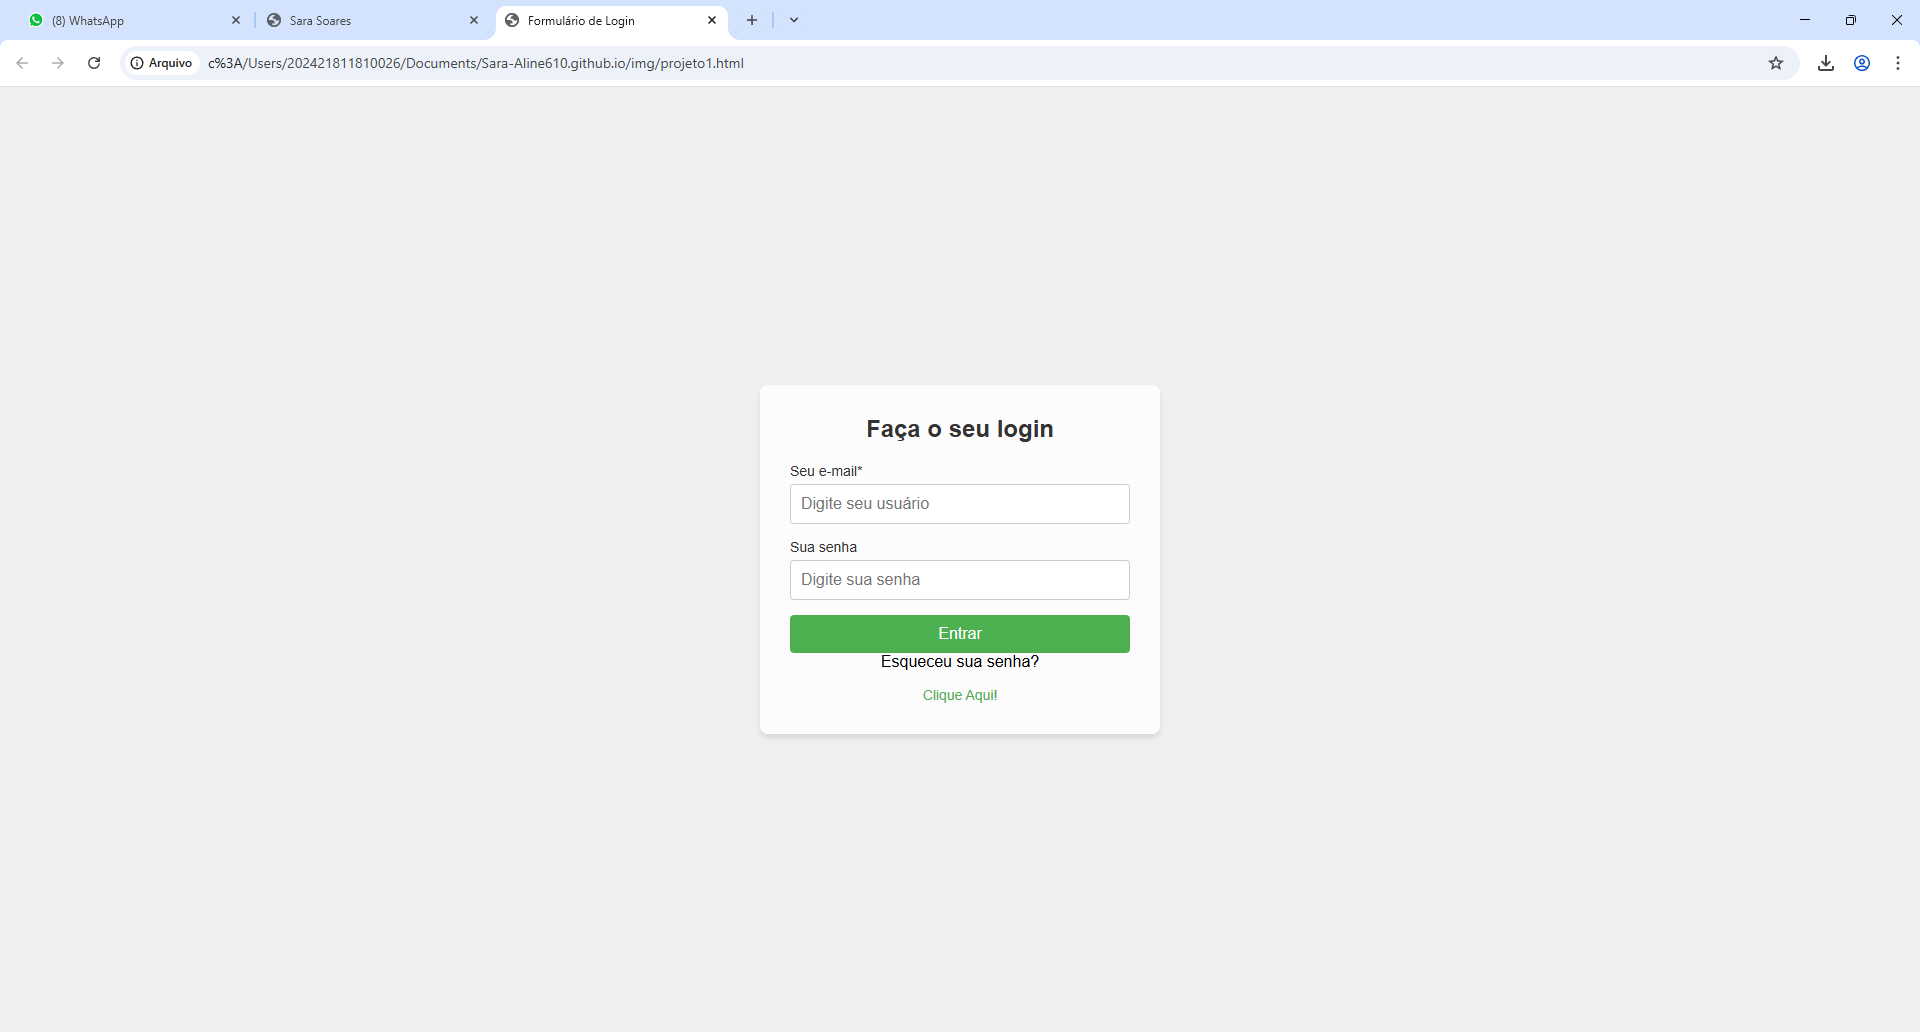 (8) WhatsApp
Sara Soares
Formulário de Login
Arquivo
c%3A/Users/202421811810026/Documents/Sara-Aline610.github.io/img/projeto1.html
Faça o seu login
Seu e-mail*
Digite seu usuário
Sua senha
Digite sua senha
Entrar
Esqueceu sua senha?
Clique Aqui!